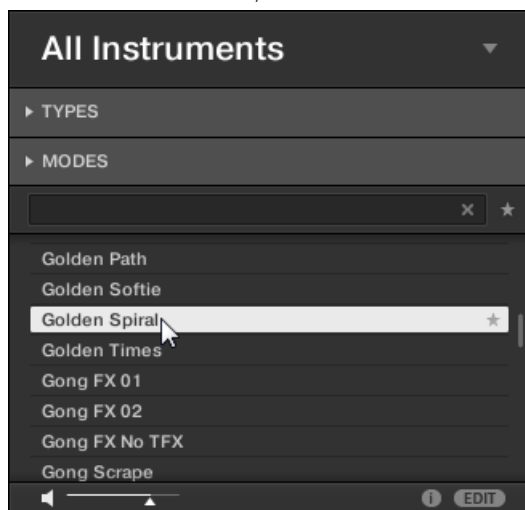 All Instruments
TYPES
MODES
Golden Path
Golden Softie
Golden Spiral
Golden Times
Gong FX 01
Gong FX 02
Gong FX No TFX
Gong Scrape
i EDIT